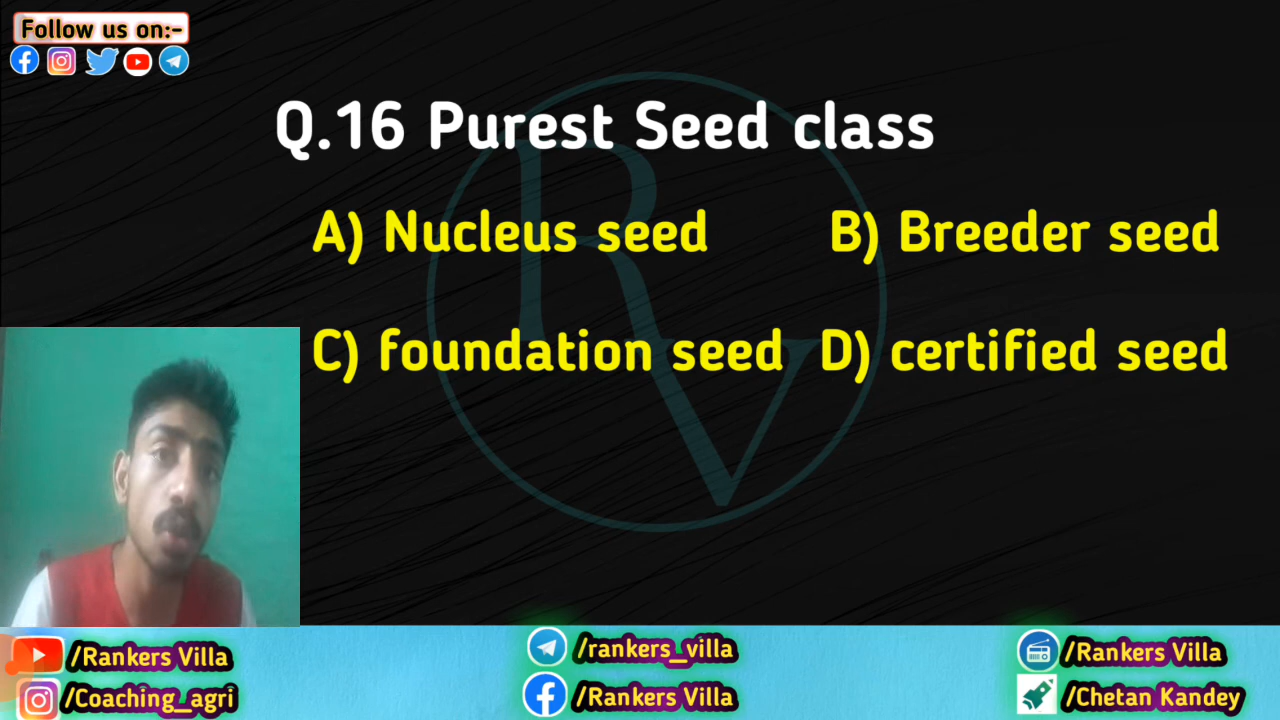 Follow us on:-
Q.16 Purest Seed class
A) Nucleus seed
B) Breeder seed
C) foundation seed
D) certified seed
RV
/Rankers Villa
/rankers_villa
/Rankers Villa
/Coaching_agri
/Rankers Villa
/Chetan Kandey